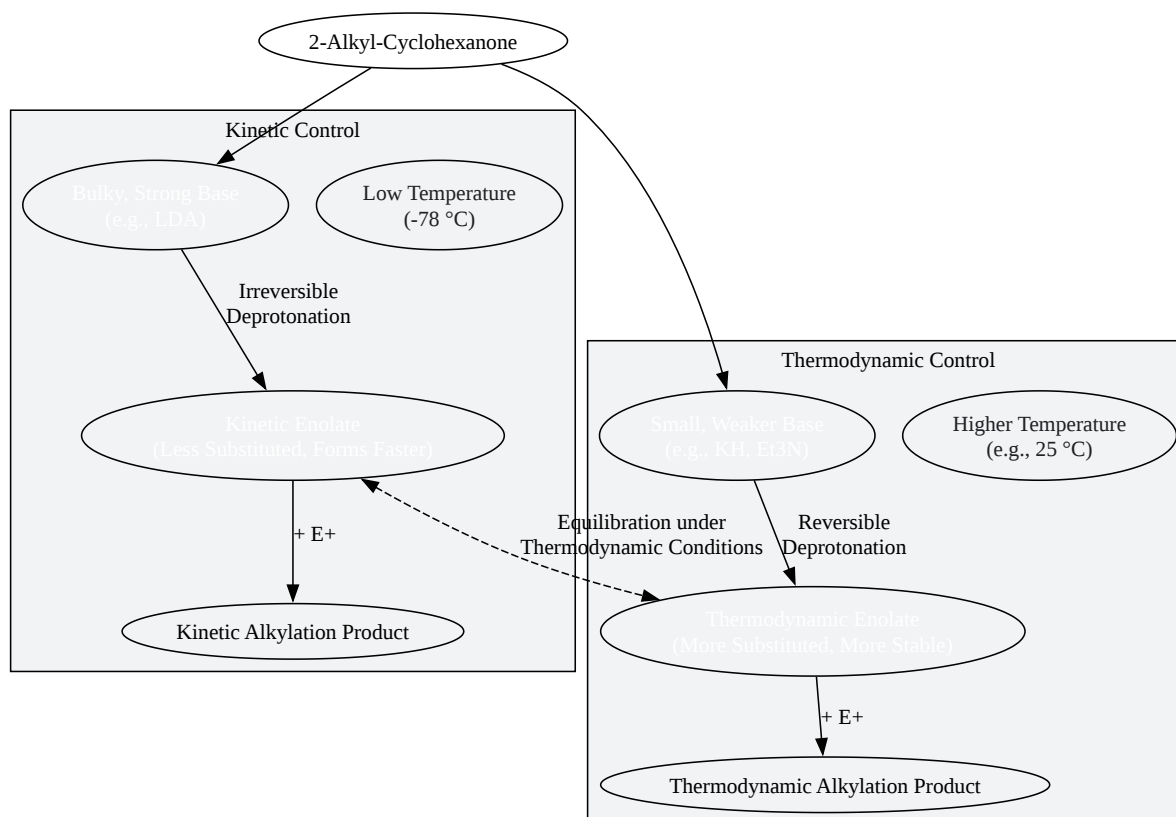 2-Alkyl-Cyclohexanone
Kinetic Control
Bulky, Strong Base
(e.g., LDA)
Low Temperature
(-78 °C)
Irreversible
Deprotonation
Kinetic Enolate
(Less Substituted, Forms Faster)
+ E+
Kinetic Alkylation Product
Equilibration under
Thermodynamic Conditions
Thermodynamic Control
Small, Weaker Base
(e.g., KH, Et3N)
Higher Temperature
(e.g., 25 °C)
Reversible
Deprotonation
Thermodynamic Enolate
(More Substituted, More Stable)
+ E+
Thermodynamic Alkylation Product